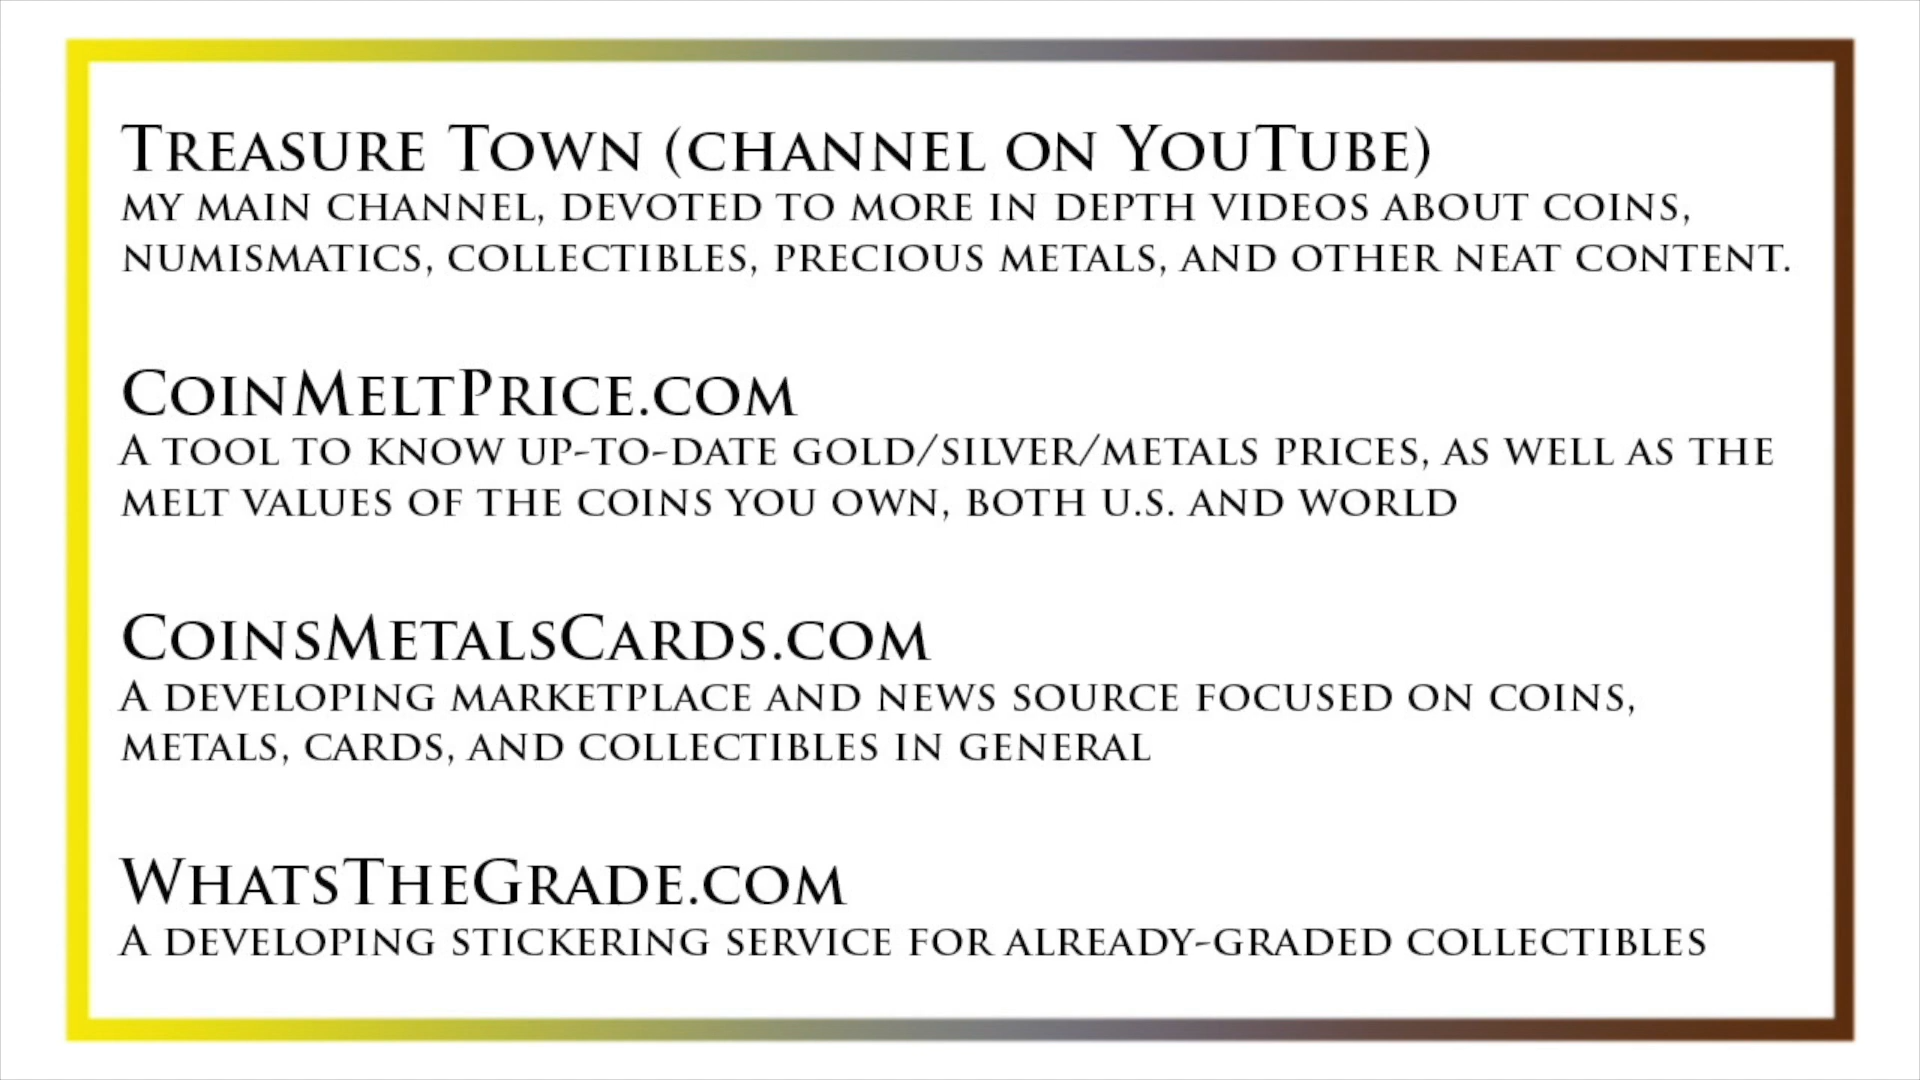 Treasure Town (channel on YouTube)
my main channel, devoted to more in depth videos about coins,
numismatics, collectibles, precious metals, and other neat content.
CoinMeltPrice.com
A tool to know up-to-date gold/silver/metals prices, as well as the
melt values of the coins you own, both U.S. and world
CoinsMetalsCards.com
A developing marketplace and news source focused on coins,
metals, cards, and collectibles in general
WhatsTheGrade.com
A developing stickering service for already-graded collectibles